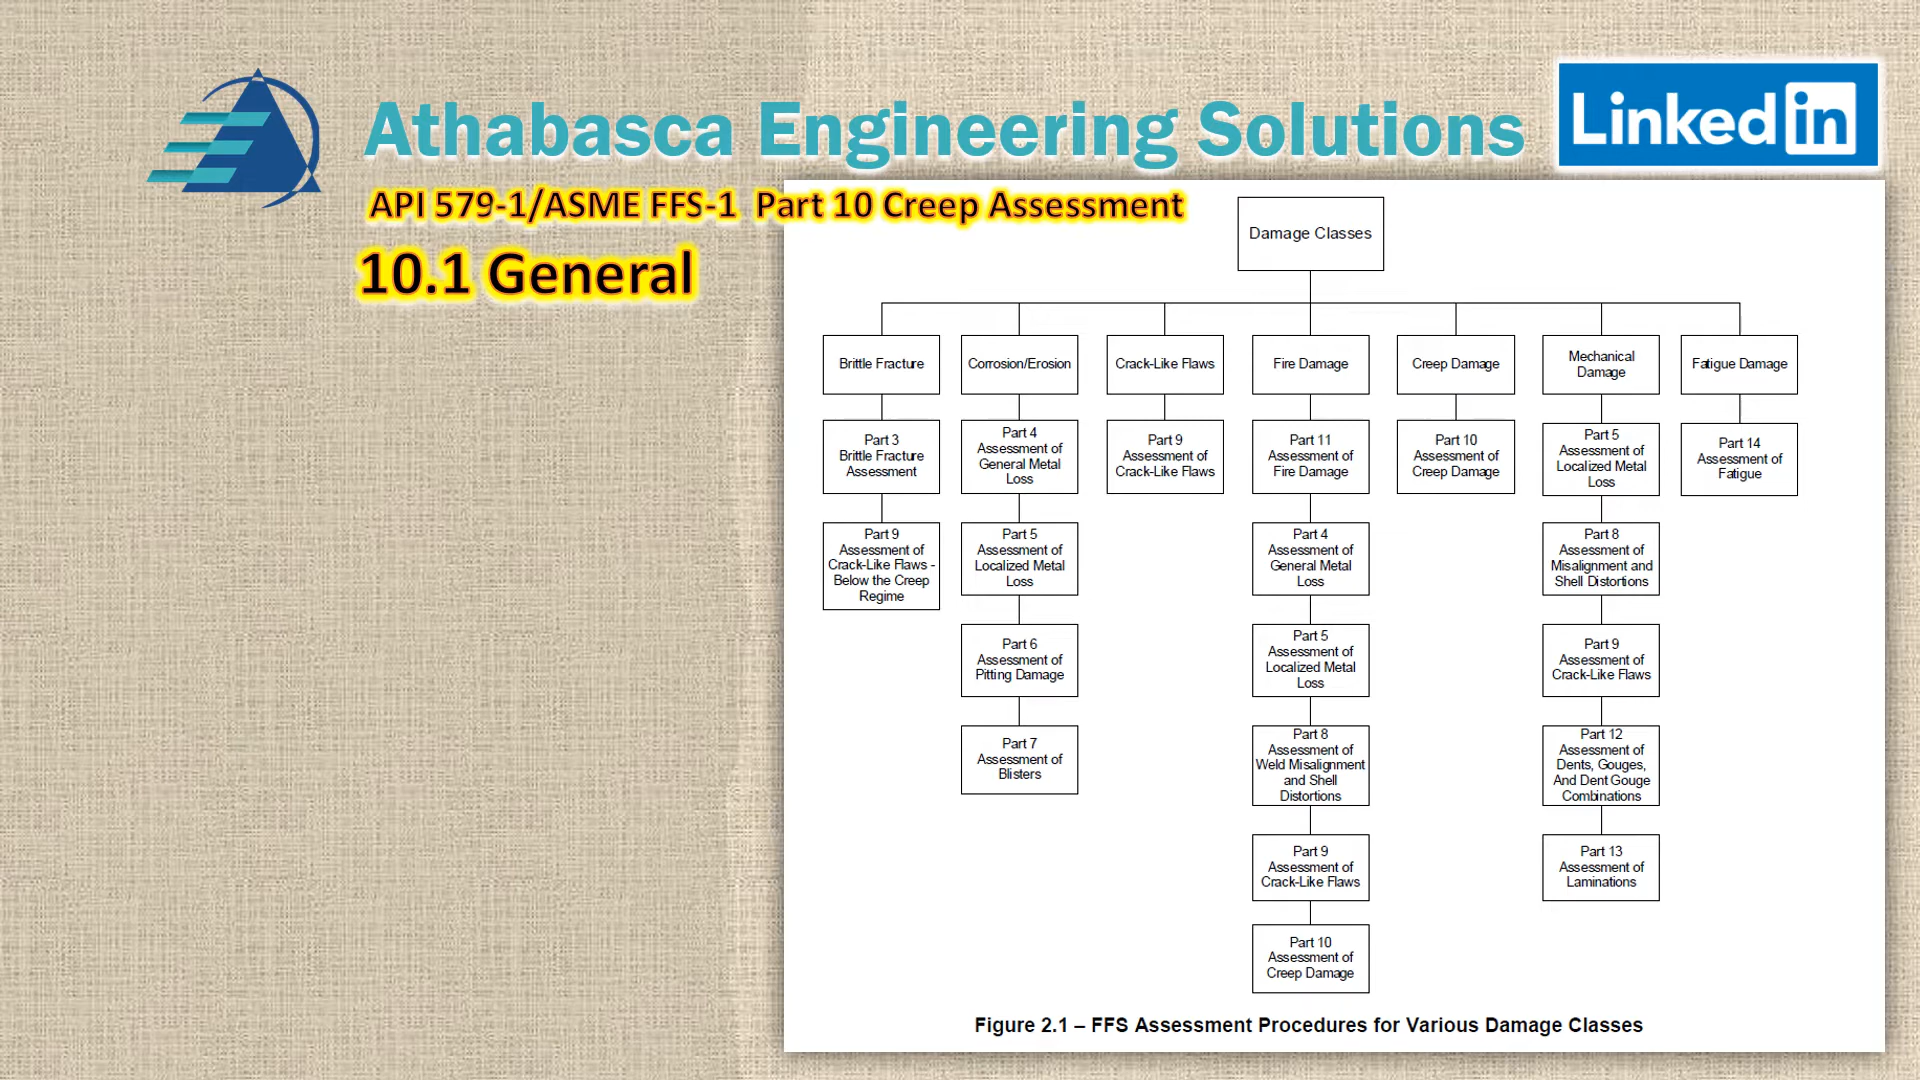 Athabasca Engineering Solutions
Linked in
API 579-1/ASME FFS-1 Part 10 Creep Assessment
10.1 General
Damage Classes
Brittle Fracture
Corrosion/Erosion
Crack-Like Flaws
Fire Damage
Creep Damage
Mechanical
Damage
Fatigue Damage
Part 3
Brittle Fracture
Assessment
Part 4
Assessment of
General Metal
Loss
Part 9
Assessment of
Crack-Like Flaws
Part 11
Assessment of
Fire Damage
Part 10
Assessment of
Creep Damage
Part 5
Assessment of
Localized Metal
Loss
Part 14
Assessment of
Fatigue
Part 9
Assessment of
Crack-Like Flaws -
Below the Creep
Regime
Part 5
Assessment of
Localized Metal
Loss
Part 4
Assessment of
General Metal
Loss
Part 8
Assessment of
Misalignment and
Shell Distortions
Part 6
Assessment of
Pitting Damage
Part 5
Assessment of
Localized Metal
Loss
Part 9
Assessment of
Crack-Like Flaws
Part 7
Assessment of
Blisters
Part 8
Assessment of
Weld Misalignment
and Shell
Distortions
Part 12
Assessment of
Dents, Gouges,
And Dent Gouge
Combinations
Part 9
Assessment of
Crack-Like Flaws
Part 13
Assessment of
Laminations
Part 10
Assessment of
Creep Damage
Figure 2.1 – FFS Assessment Procedures for Various Damage Classes